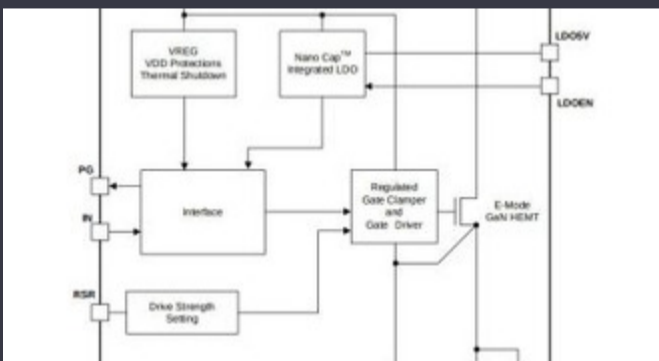 VREG
VDD Protections
Thermal Shutdown
Nano Cap™
Integrated LDO
LDO5V
LDOEN
PG
Interface
Regulated
Gate Clamper
and
Gate Driver
E-Mode
GaN HEMT
IN
RSR
Drive Strength
Setting